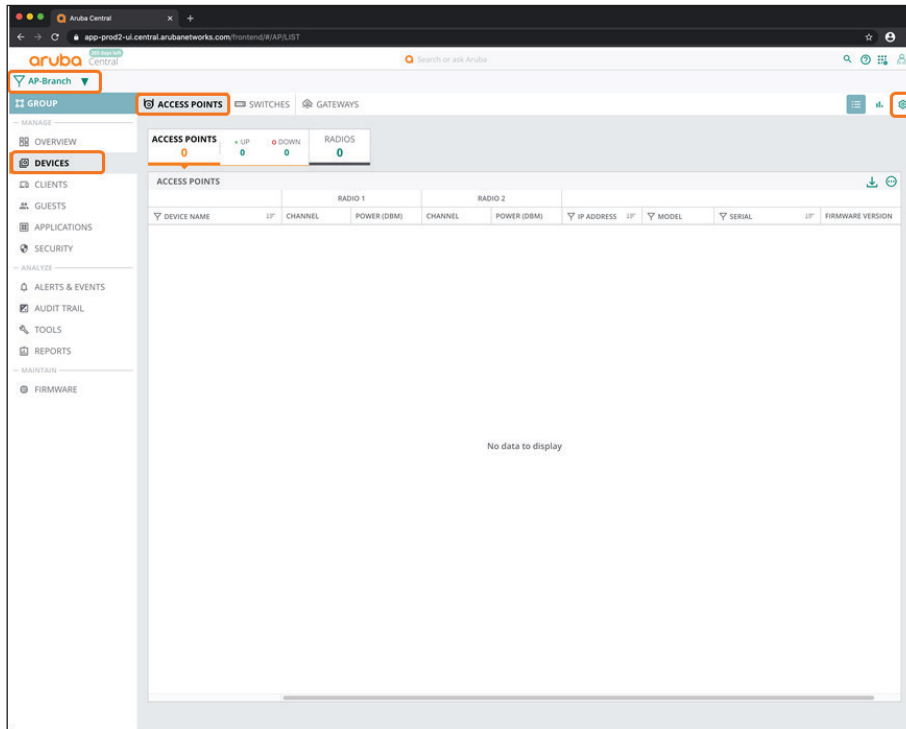 Aruba Central
app-prod2-ui.central.arubanetworks.com/frontend/#/AP/LIST
aruba Central
Search or ask Aruba
AP-Branch
GROUP
ACCESS POINTS SWITCHES GATEWAYS
MANAGE
OVERVIEW
DEVICES
CLIENTS
GUESTS
APPLICATIONS
SECURITY
ANALYZE
ALERTS & EVENTS
AUDIT TRAIL
TOOLS
REPORTS
MAINTAIN
FIRMWARE
ACCESS POINTS UP DOWN RADIOS
0 0 0 0
ACCESS POINTS
RADIO 1 RADIO 2
DEVICE NAME CHANNEL POWER (DBM) CHANNEL POWER (DBM) IP ADDRESS MODEL SERIAL FIRMWARE VERSION
No data to display